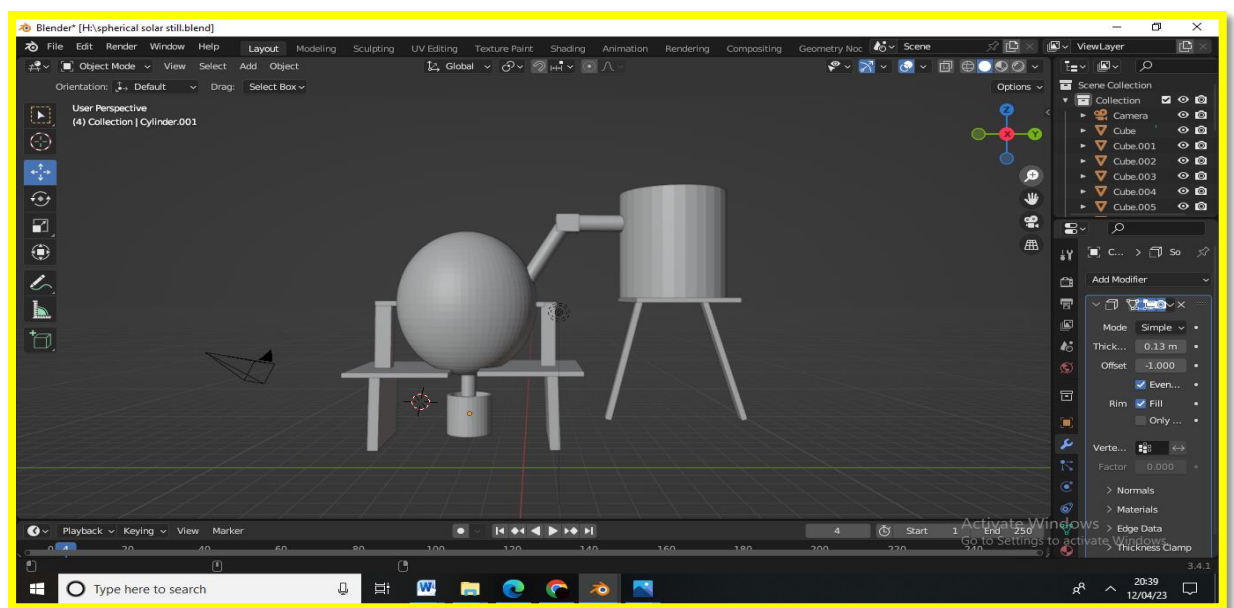 Blender* [H:\spherical solar still.blend]
File Edit Render Window Help Layout Modeling Sculpting UV Editing Texture Paint Shading Animation Rendering Compositing Geometry Noc Scene ViewLayer
Object Mode View Select Add Object Global
Orientation: Default Drag: Select Box Options
User Perspective
(4) Collection | Cylinder.001
Z
X
Y
Scene Collection
Collection
Camera
Cube
Cube.001
Cube.002
Cube.003
Cube.004
Cube.005
C... > So
Add Modifier
Mode Simple
Thick... 0.13 m
Offset -1.000
Even...
Rim Fill
Only ...
Verte...
Factor 0.000
Normals
Materials
Edge Data
Thickness Clamp
Playback Keying View Marker 4 Start 1 End 250
0 4 20 40 60 80 100 120 140 160 180 200 220 240
Activate Windows
Go to Settings to activate Windows.
3.4.1
Type here to search
W
20:39
12/04/23